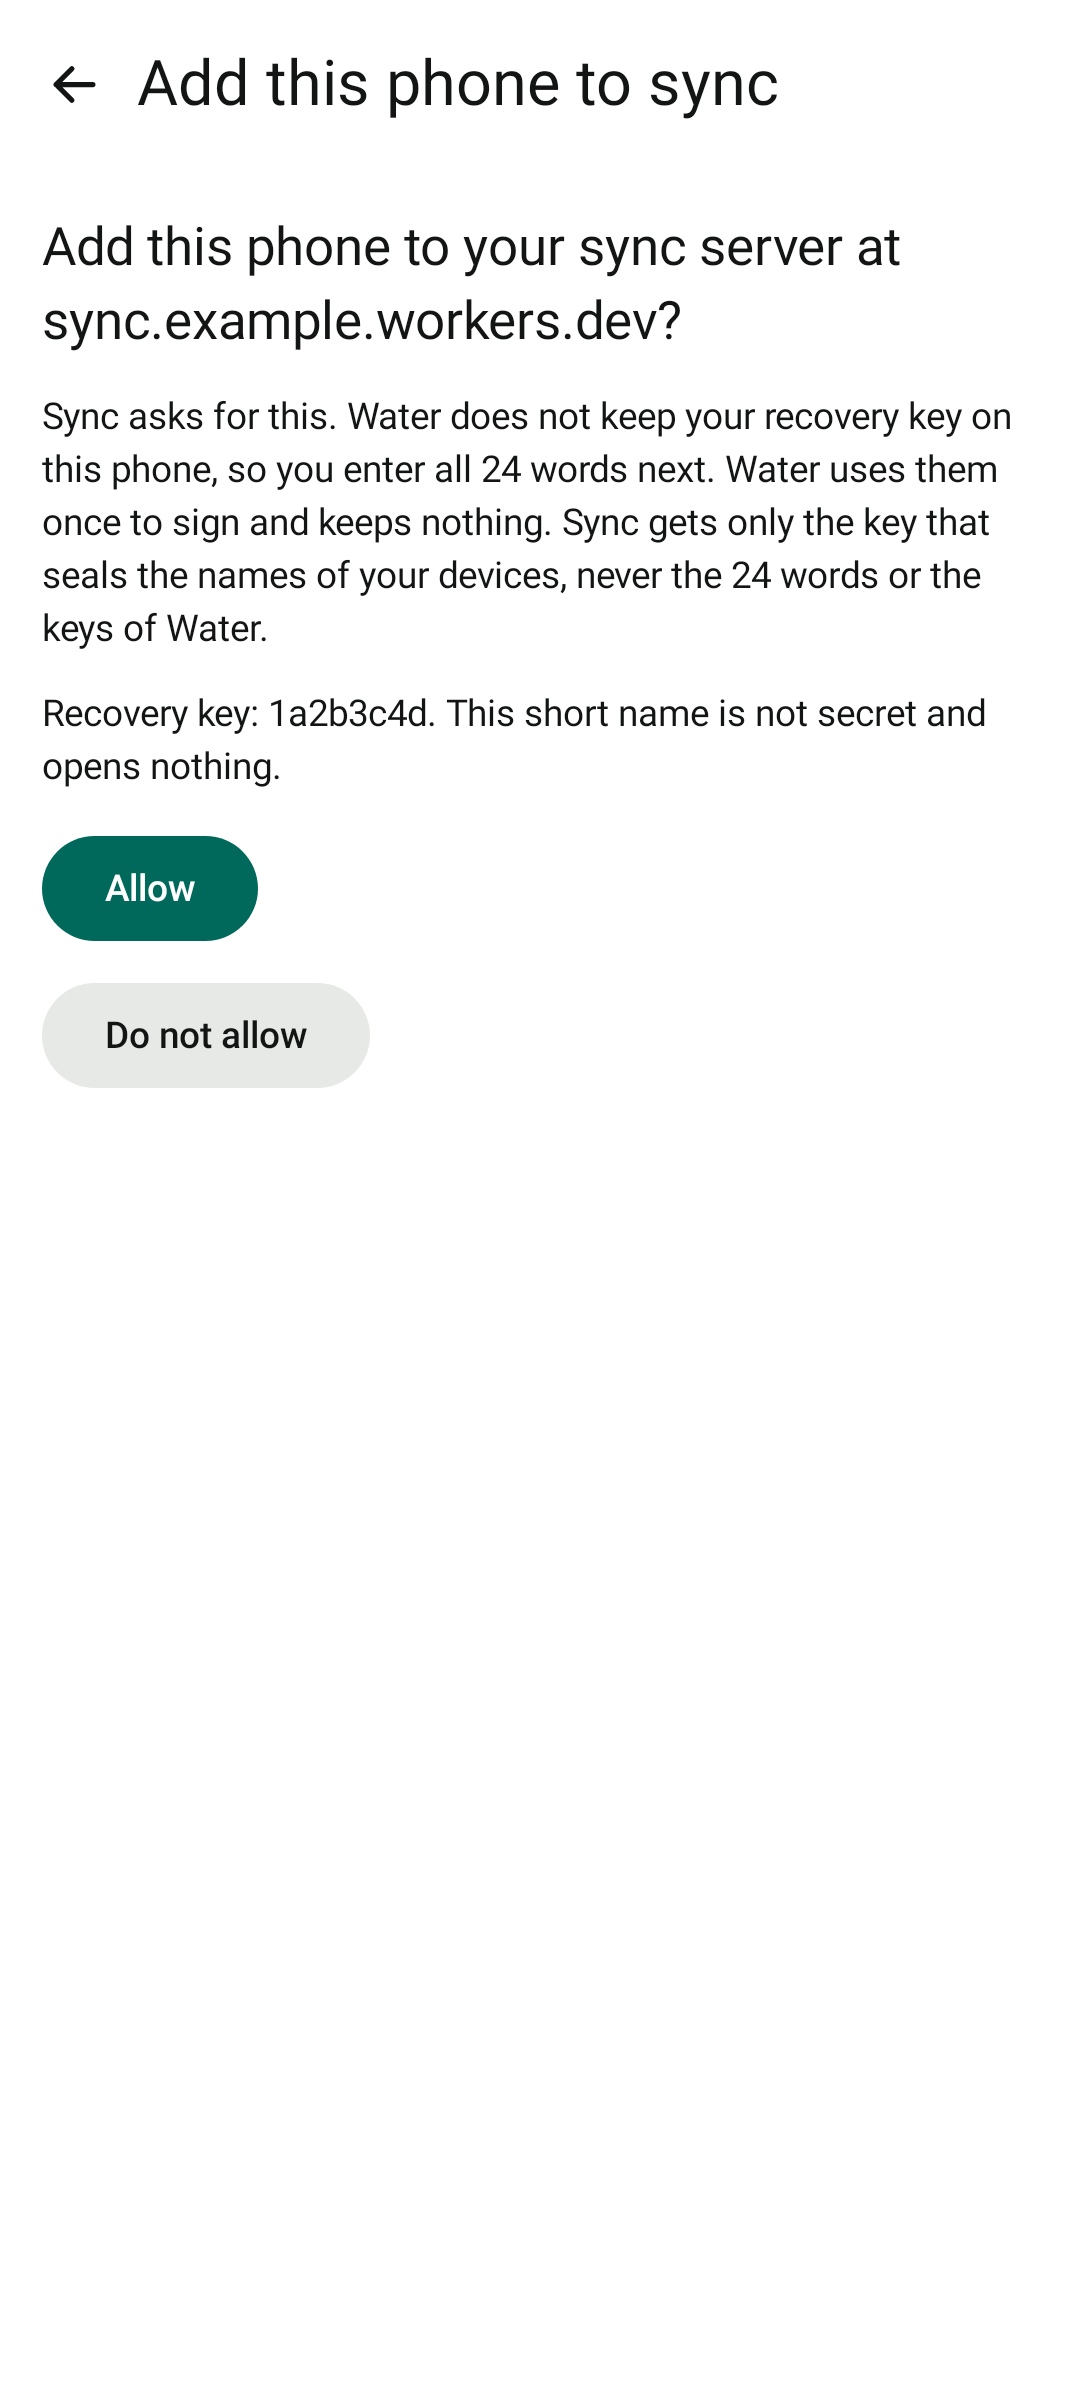 Add this phone to sync
Add this phone to your sync server at
sync.example.workers.dev?
Sync asks for this. Water does not keep your recovery key on
this phone, so you enter all 24 words next. Water uses them
once to sign and keeps nothing. Sync gets only the key that
seals the names of your devices, never the 24 words or the
keys of Water.
Recovery key: 1a2b3c4d. This short name is not secret and
opens nothing.
Allow
Do not allow